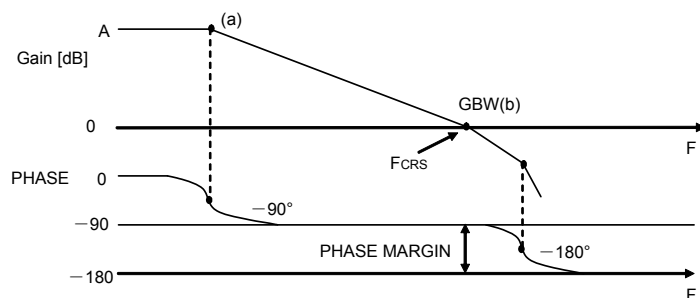 A
(a)
Gain [dB]
GBW(b)
0
F
FCRS
PHASE
0
－90°
－90
PHASE MARGIN
－180°
－180
F